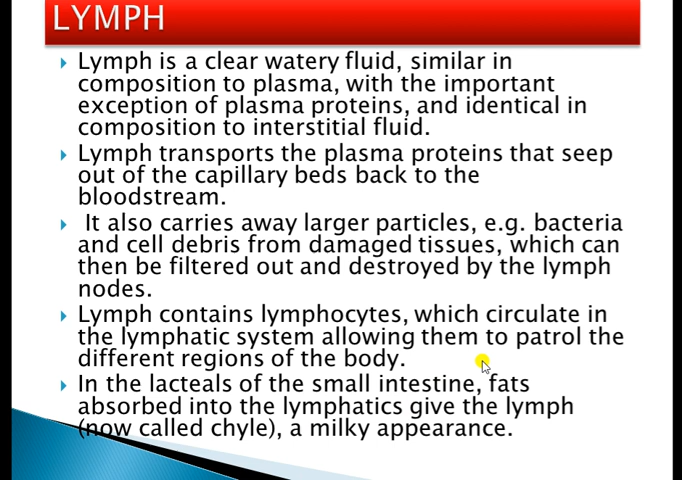 LYMPH
Lymph is a clear watery fluid, similar in
composition to plasma, with the important
exception of plasma proteins, and identical in
composition to interstitial fluid.
Lymph transports the plasma proteins that seep
out of the capillary beds back to the
bloodstream.
It also carries away larger particles, e.g. bacteria
and cell debris from damaged tissues, which can
then be filtered out and destroyed by the lymph
nodes.
Lymph contains lymphocytes, which circulate in
the lymphatic system allowing them to patrol the
different regions of the body.
In the lacteals of the small intestine, fats
absorbed into the lymphatics give the lymph
(now called chyle), a milky appearance.